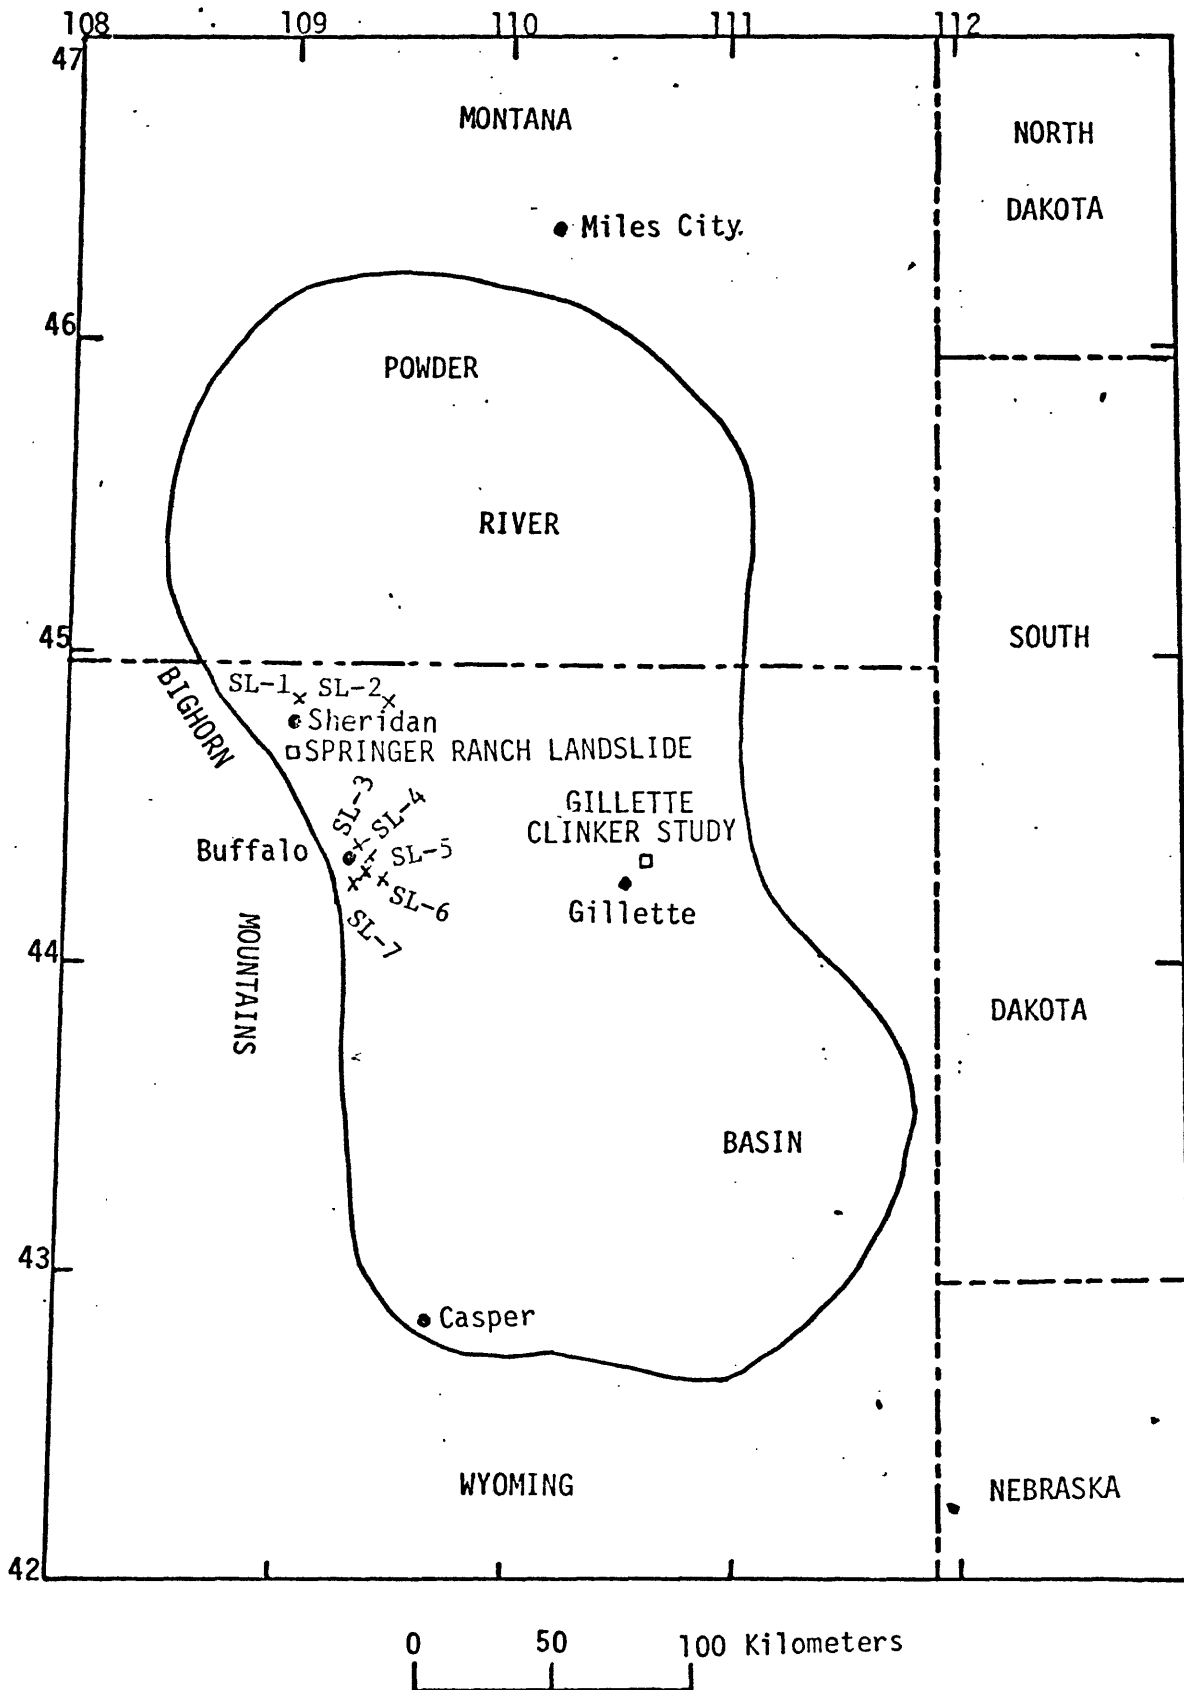 108 109 110 111 112
47
MONTANA
NORTH
DAKOTA
Miles City
46
POWDER
RIVER
45
SOUTH
BIGHORN
SL-1 SL-2
Sheridan
SPRINGER RANCH LANDSLIDE
SL-3
SL-4
GILLETTE
CLINKER STUDY
Buffalo
SL-5
SL-6
Gillette
SL-7
MOUNTAINS
44
DAKOTA
BASIN
43
Casper
WYOMING
NEBRASKA
42
0 50 100 Kilometers